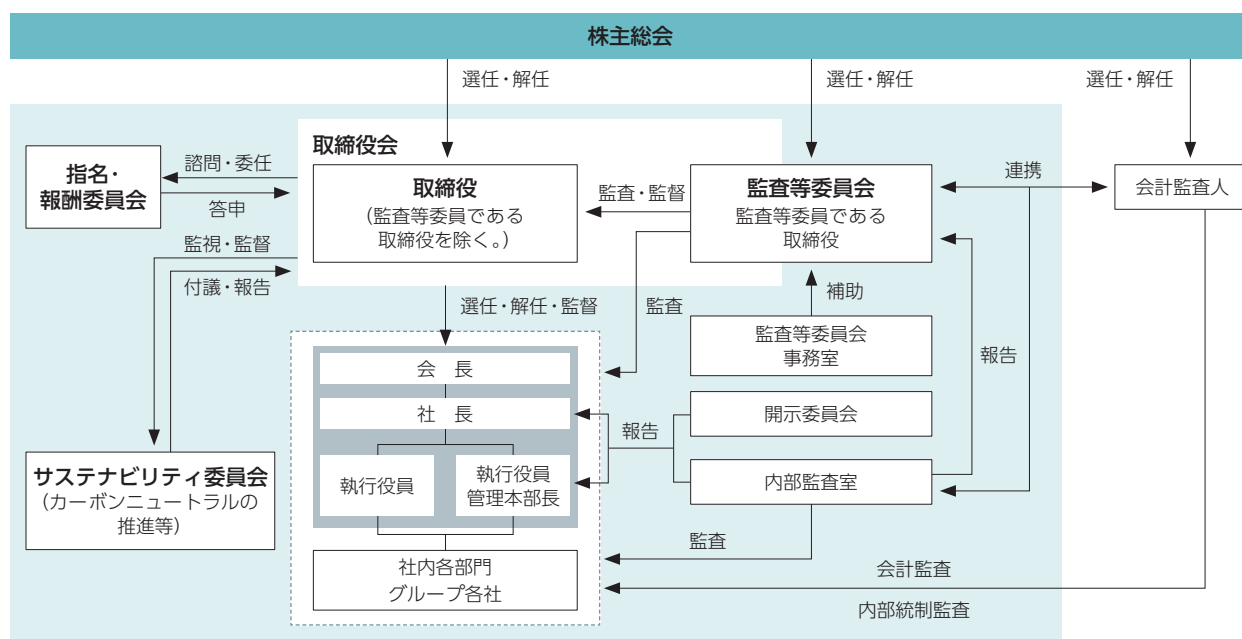 株主総会
選任・解任
選任・解任
選任・解任
取締役会
指名・
報酬委員会
諮問・委任
答申
取締役
（監査等委員である
取締役を除く。）
監査・監督
監査等委員会
監査等委員である
取締役
連携
会計監査人
監視・監督
付議・報告
選任・解任・監督
監査
補助
監査等委員会
事務室
報告
会　長
社　長
報告
開示委員会
執行役員
執行役員
管理本部長
内部監査室
サステナビリティ委員会
（カーボンニュートラルの
推進等）
監査
社内各部門
グループ各社
会計監査
内部統制監査